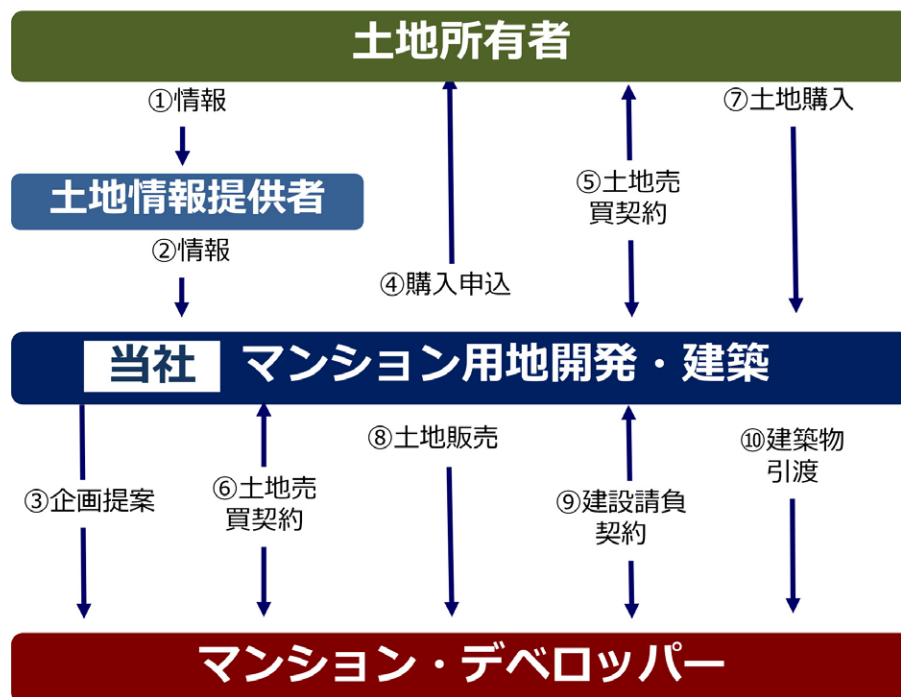 土地所有者
①情報
⑦土地購入
土地情報提供者
⑤土地売
買契約
②情報
④購入申込
当社 マンション用地開発・建築
⑧土地販売
⑩建築物
引渡
③企画提案
⑥土地売
買契約
⑨建設請負
契約
マンション・デベロッパー